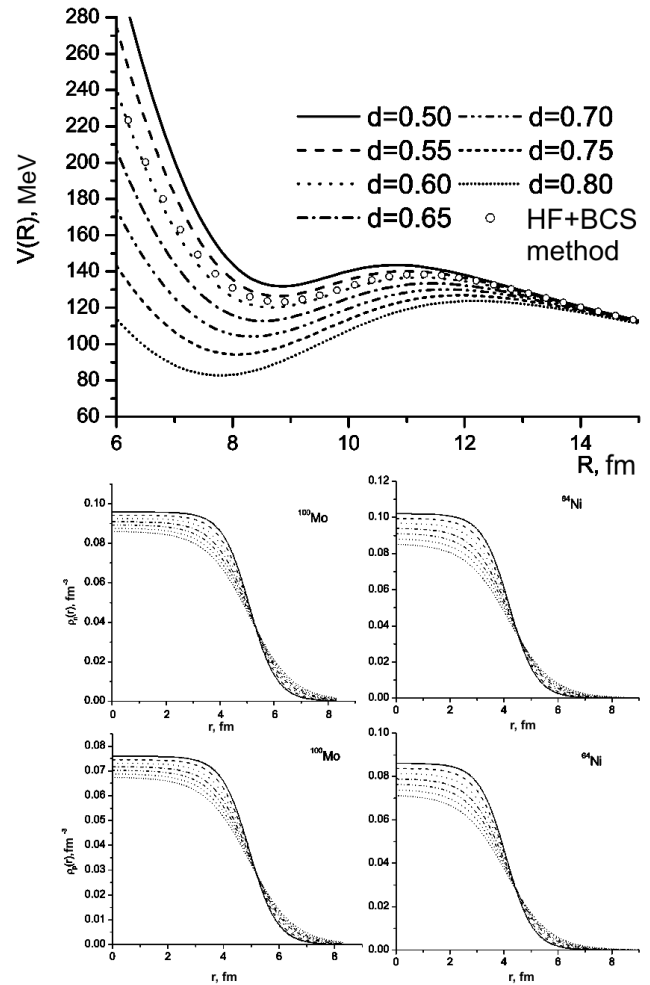 280
260
240
220
200
180
160
140
120
100
80
60
V(R), MeV
d=0.50 d=0.70
d=0.55 d=0.75
d=0.60 d=0.80
d=0.65 HF+BCS
method
6 8 10 12 14
R, fm
¹⁰⁰Mo
0.10
0.08
0.06
0.04
0.02
0.00
ρₙ(r), fm⁻³
0 2 4 6 8
r, fm
⁶⁴Ni
0.12
0.10
0.08
0.06
0.04
0.02
0.00
0 2 4 6 8
r, fm
¹⁰⁰Mo
0.08
0.07
0.06
0.05
0.04
0.03
0.02
0.01
0.00
ρₚ(r),fm⁻³
0 2 4 6 8
r, fm
⁶⁴Ni
0.10
0.08
0.06
0.04
0.02
0.00
0 2 4 6 8
r, fm